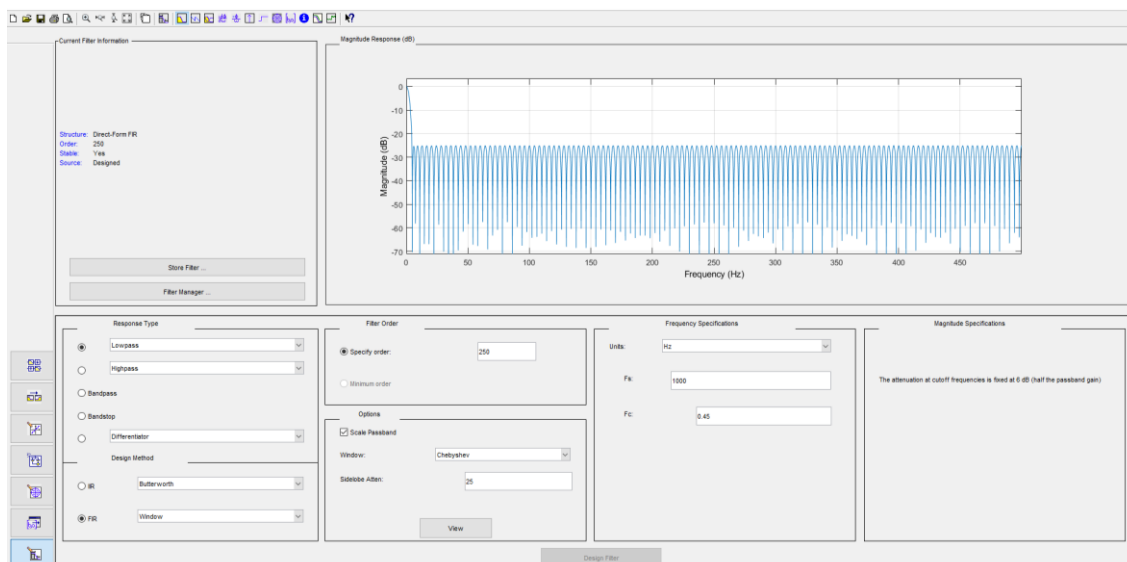 Current Filter Information
Structure: Direct-Form FIR
Order: 250
Stable: Yes
Source: Designed
Store Filter ...
Filter Manager ...
Magnitude Response (dB)
0
-10
-20
-30
-40
-50
-60
-70
Magnitude (dB)
0 50 100 150 200 250 300 350 400 450
Frequency (Hz)
Response Type
Lowpass
Highpass
Bandpass
Bandstop
Differentiator
Design Method
IIR Butterworth
FIR Window
Filter Order
Specify order: 250
Minimum order
Options
Scale Passband
Window: Chebyshev
Sidelobe Atten: 25
View
Frequency Specifications
Units: Hz
Fs: 1000
Fc: 0.45
Magnitude Specifications
The attenuation at cutoff frequencies is fixed at 6 dB (half the passband gain)
Design Filter